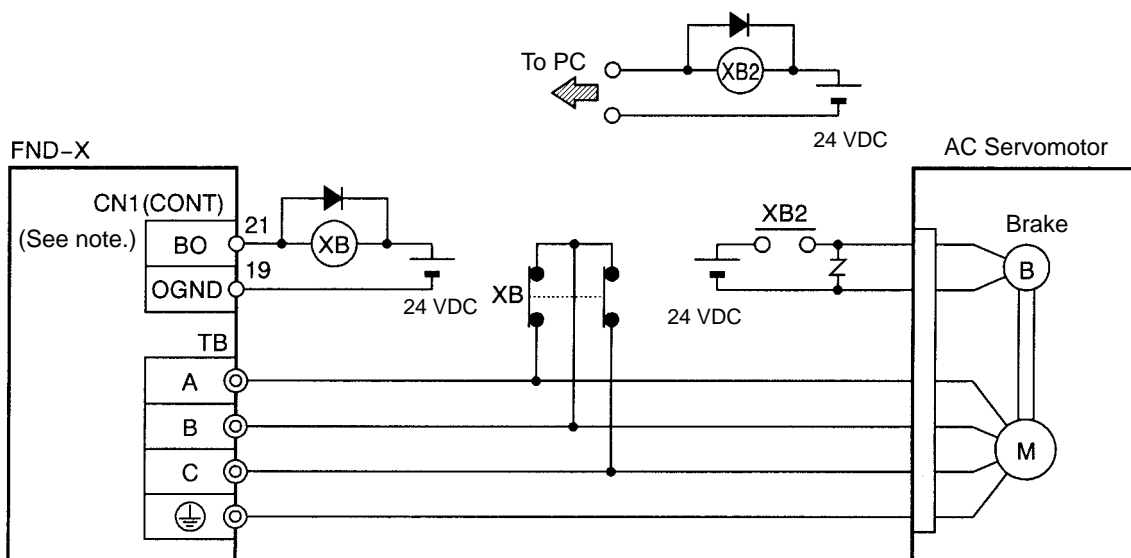 To PC
XB2
24 VDC
FND-X
AC Servomotor
CN1 (CONT)
(See note.)
BO
21
XB
XB2
Brake
B
OGND
19
24 VDC
XB
24 VDC
TB
A
B
C
M